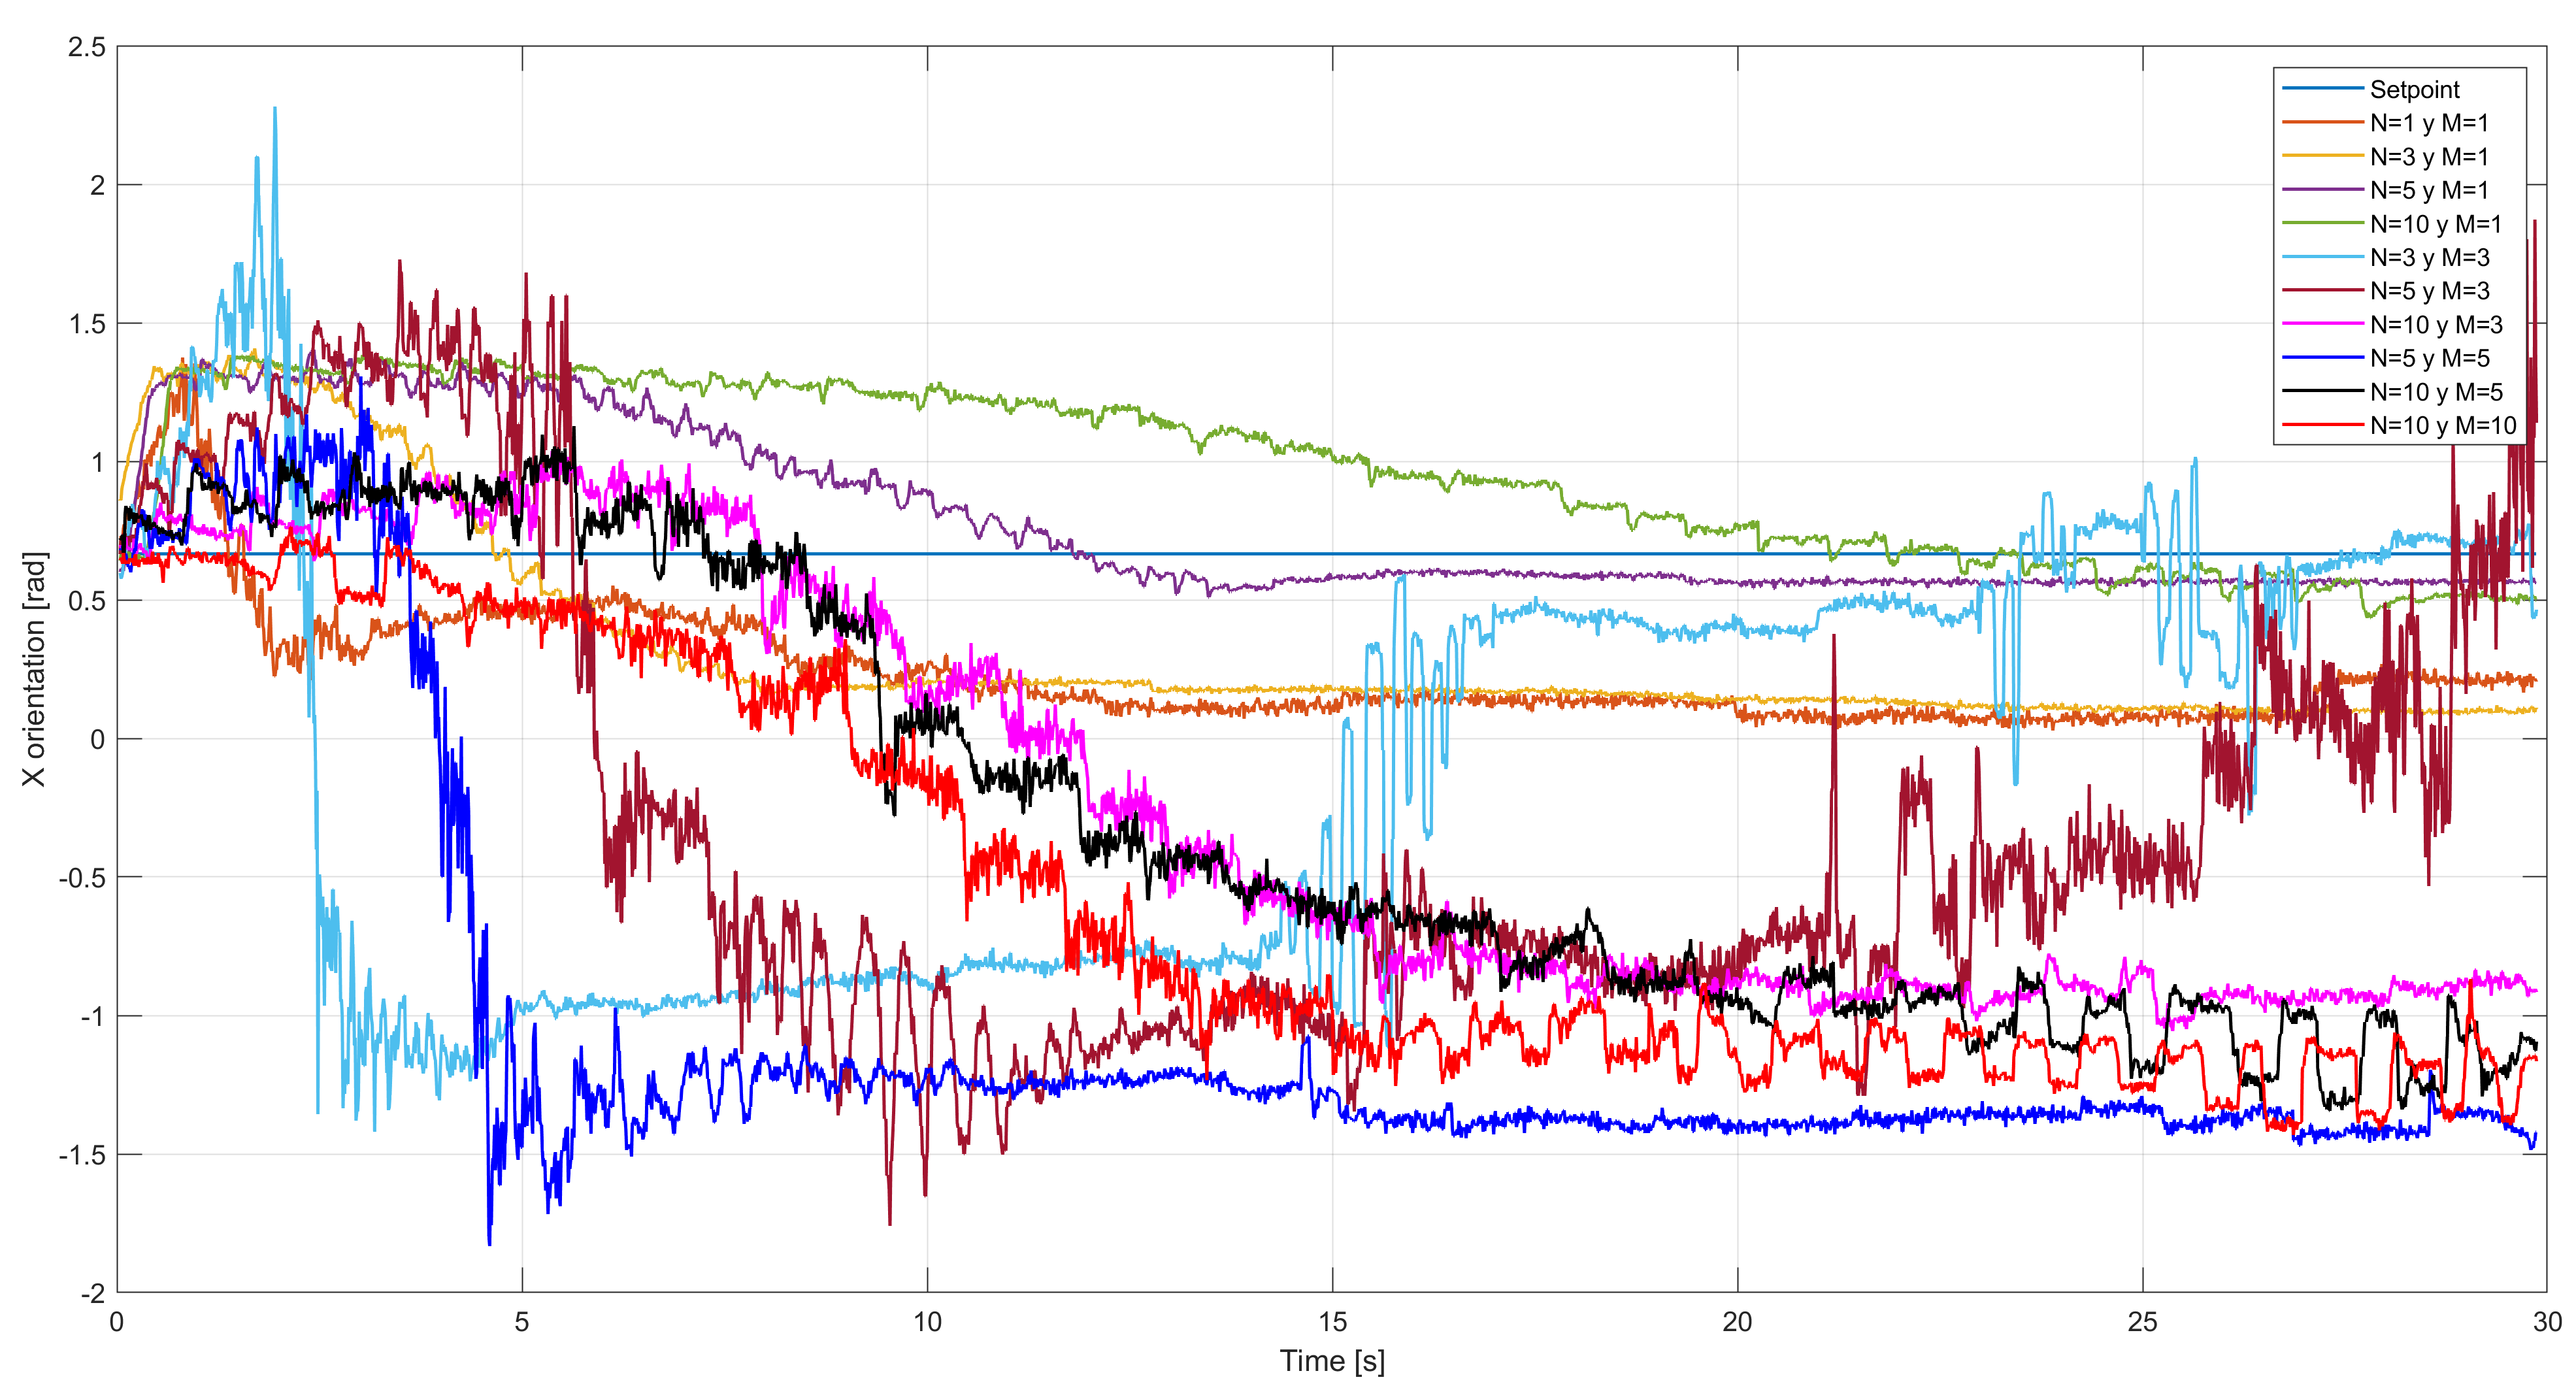 2.5
2
1.5
1
0.5
0
-0.5
-1
-1.5
-2
0
5
10
15
20
25
30
X orientation [rad]
Time [s]
Setpoint
N=1 y M=1
N=3 y M=1
N=5 y M=1
N=10 y M=1
N=3 y M=3
N=5 y M=3
N=10 y M=3
N=5 y M=5
N=10 y M=5
N=10 y M=10